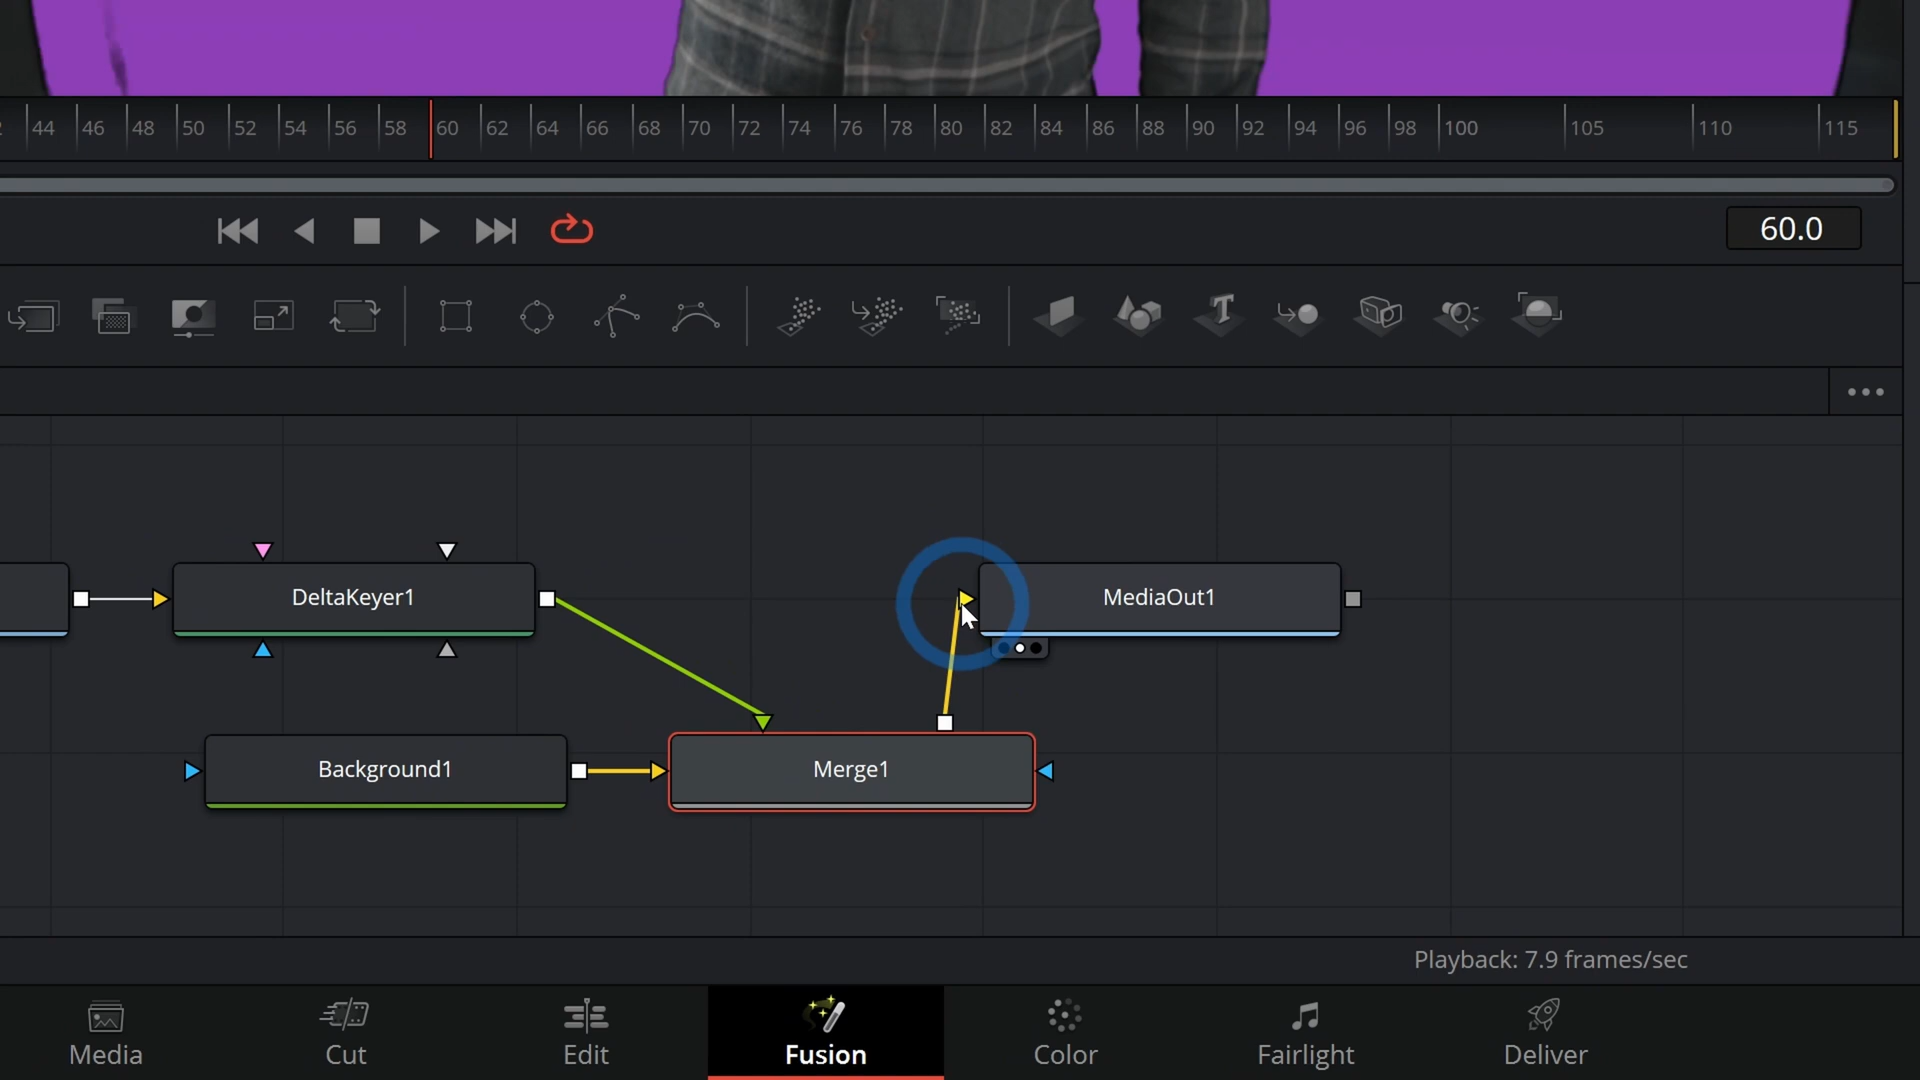 44 46 48 50 52 54 56 58 60 62 64 66 68 70 72 74 76 78 80 82 84 86 88 90 92 94 96 98 100 105 110 115
60.0
DeltaKeyer1
MediaOut1
Background1
Merge1
Playback: 7.9 frames/sec
Media
Cut
Edit
Fusion
Color
Fairlight
Deliver